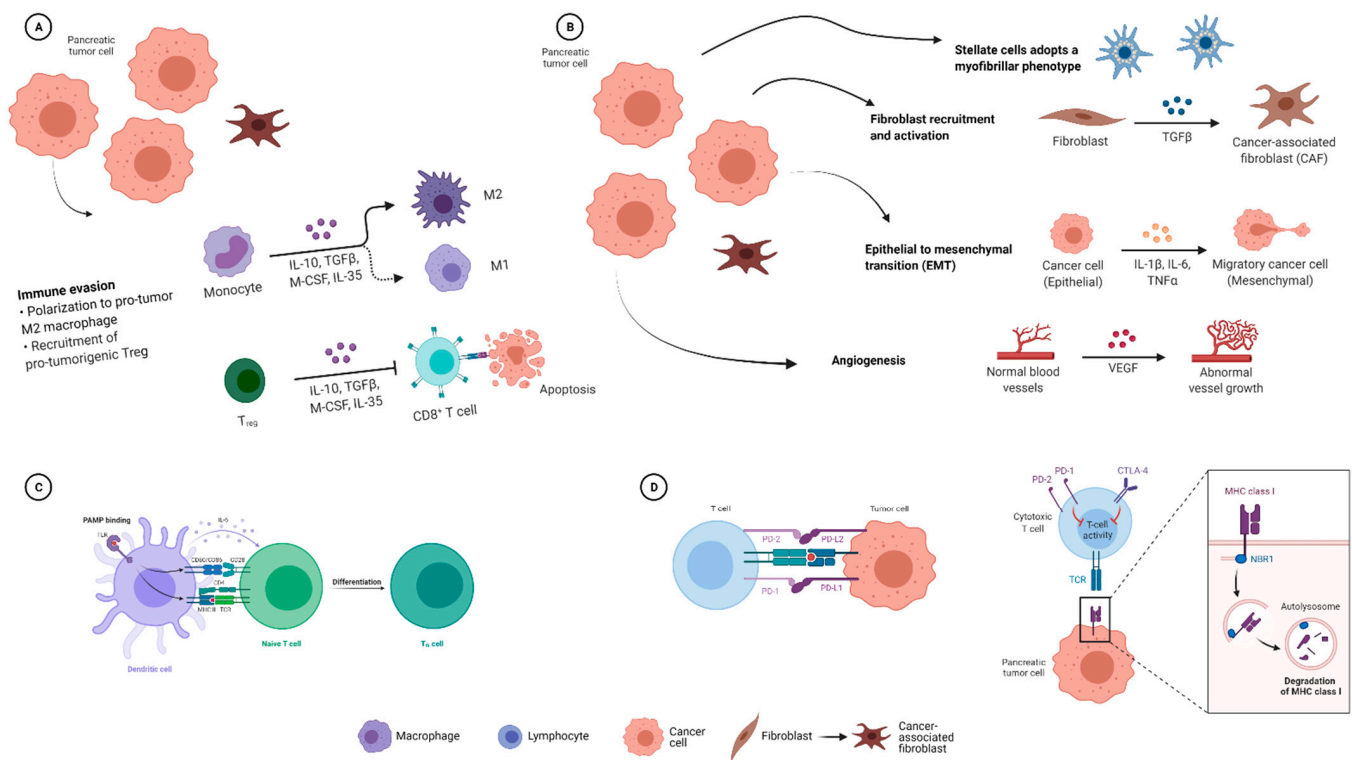 A
Pancreatic
tumor cell
Immune evasion
• Polarization to pro-tumor
M2 macrophage
• Recruitment of
pro-tumorigenic Treg
Monocyte
IL-10, TGFβ,
M-CSF, IL-35
M2
M1
Treg
IL-10, TGFβ,
M-CSF, IL-35
CD8+ T cell
Apoptosis
B
Pancreatic
tumor cell
Stellate cells adopts a
myofibrillar phenotype
Fibroblast recruitment
and activation
Fibroblast
TGFβ
Cancer-associated
fibroblast (CAF)
Epithelial to mesenchymal
transition (EMT)
Cancer cell
(Epithelial)
IL-1β, IL-6,
TNFα
Migratory cancer cell
(Mesenchymal)
Angiogenesis
Normal blood
vessels
VEGF
Abnormal
vessel growth
C
PAMP binding
TLR
CD80/CD86
CD28
CD4
MHC II
TCR
Dendritic cell
Naive T cell
Differentiation
cell
D
T cell
Tumor cell
PD-2
PD-L2
PD-1
PD-L1
PD-2
PD-1
CTLA-4
Cytotoxic
T cell
T-cell
activity
TCR
Pancreatic
tumor cell
MHC class I
NBR1
Autolysosome
Degradation
of MHC class I
Macrophage
Lymphocyte
Cancer
cell
Fibroblast
Cancer-
associated
fibroblast